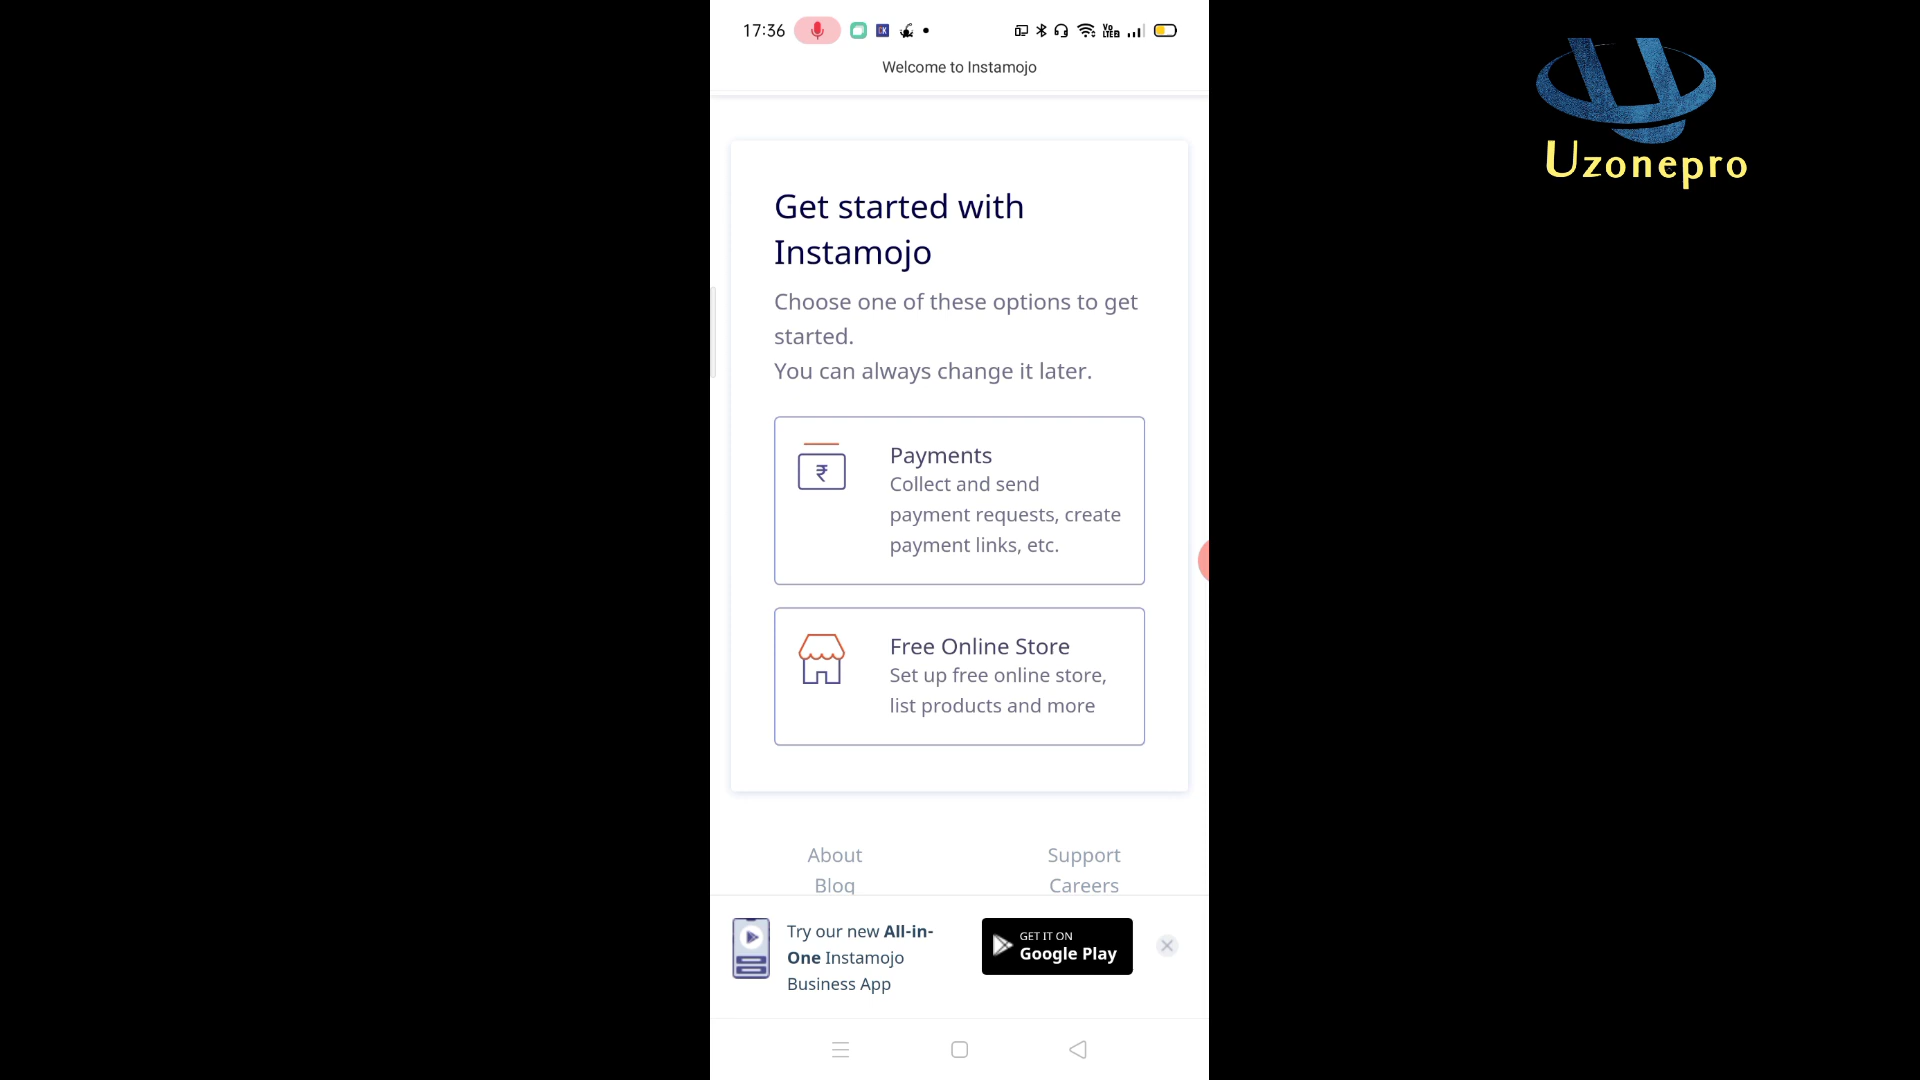 17:36
Welcome to Instamojo
Uzonepro
Get started with
Instamojo
Choose one of these options to get
started.
You can always change it later.
₹
Payments
Collect and send
payment requests, create
payment links, etc.
Free Online Store
Set up free online store,
list products and more
About
Support
Blog
Careers
Try our new All-in-
One Instamojo
Business App
GET IT ON
Google Play